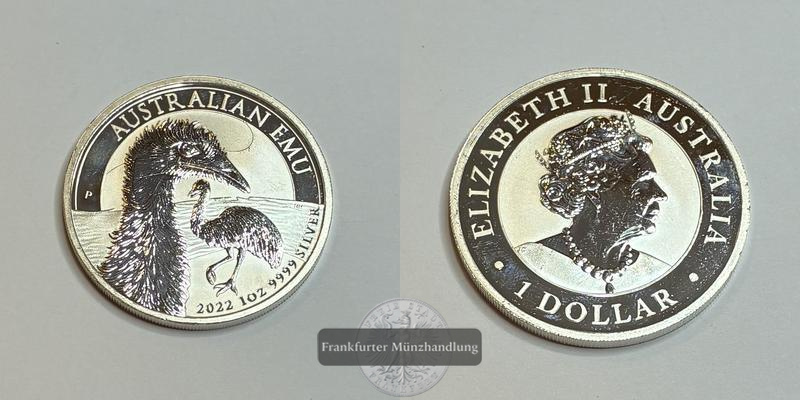 AUSTRALIAN EMU
P
2022 1OZ 9999 SILVER
ELIZABETH II AUSTRALIA
• 1 DOLLAR •
Frankfurter Münzhandlung